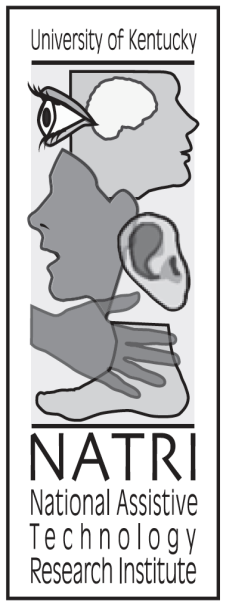 University of Kentucky
NATRI
National Assistive
Technology
Research Institute